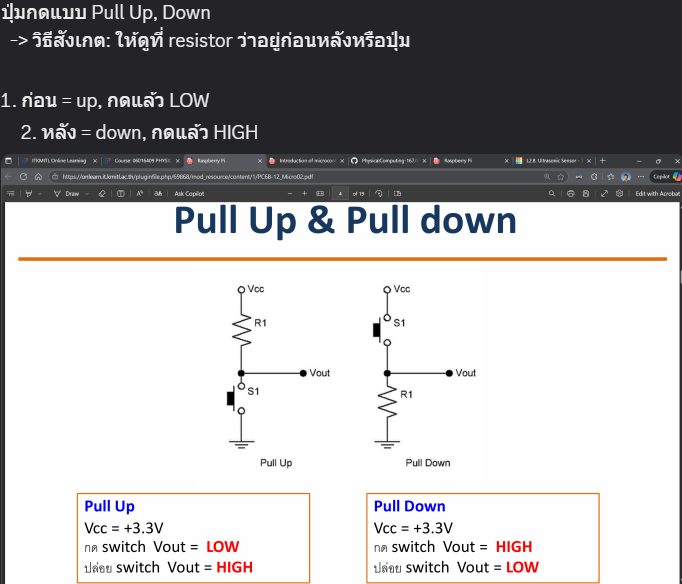 ปุ่มกดแบบ Pull Up, Down
-> วิธีสังเกต: ให้ดูที่ resistor ว่าอยู่ก่อนหลังหรือปุ่ม
1. ก่อน = up, กดแล้ว LOW
2. หลัง = down, กดแล้ว HIGH
ITKMITL Online Learning Course: 06016409 PHYSIC Raspberry Pi Introduction of microcon PhysicalComputing-167/ Raspberry Pi L2.8. Ultrasonic Sensor -
https://onlearn.it.kmitl.ac.th/pluginfile.php/69868/mod_resource/content/1/PC68-12_Micro02.pdf Copilot
Draw Ask Copilot 4 of 19 Edit with Acrobat
Pull Up & Pull down
Vcc Vcc
R1 S1
Vout Vout
S1 R1
Pull Up Pull Down
Pull Up
Vcc = +3.3V
กด switch Vout = LOW
ปล่อย switch Vout = HIGH
Pull Down
Vcc = +3.3V
กด switch Vout = HIGH
ปล่อย switch Vout = LOW